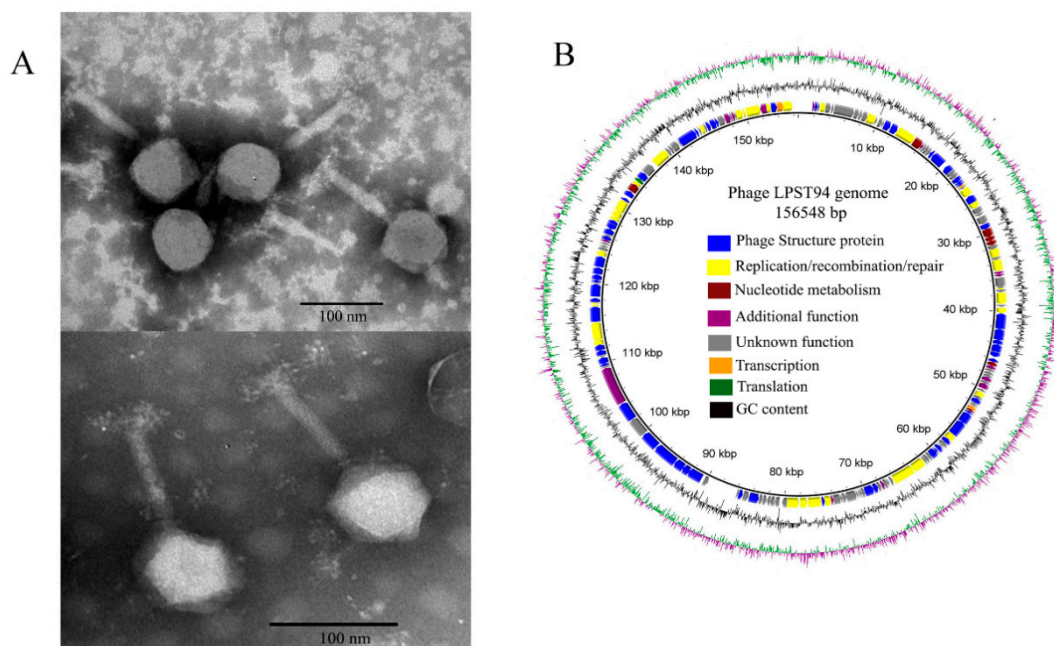 A
100 nm
100 nm
B
Phage LPST94 genome
156548 bp
Phage Structure protein
Replication/recombination/repair
Nucleotide metabolism
Additional function
Unknown function
Transcription
Translation
GC content
10 kbp
20 kbp
30 kbp
40 kbp
50 kbp
60 kbp
70 kbp
80 kbp
90 kbp
100 kbp
110 kbp
120 kbp
130 kbp
140 kbp
150 kbp